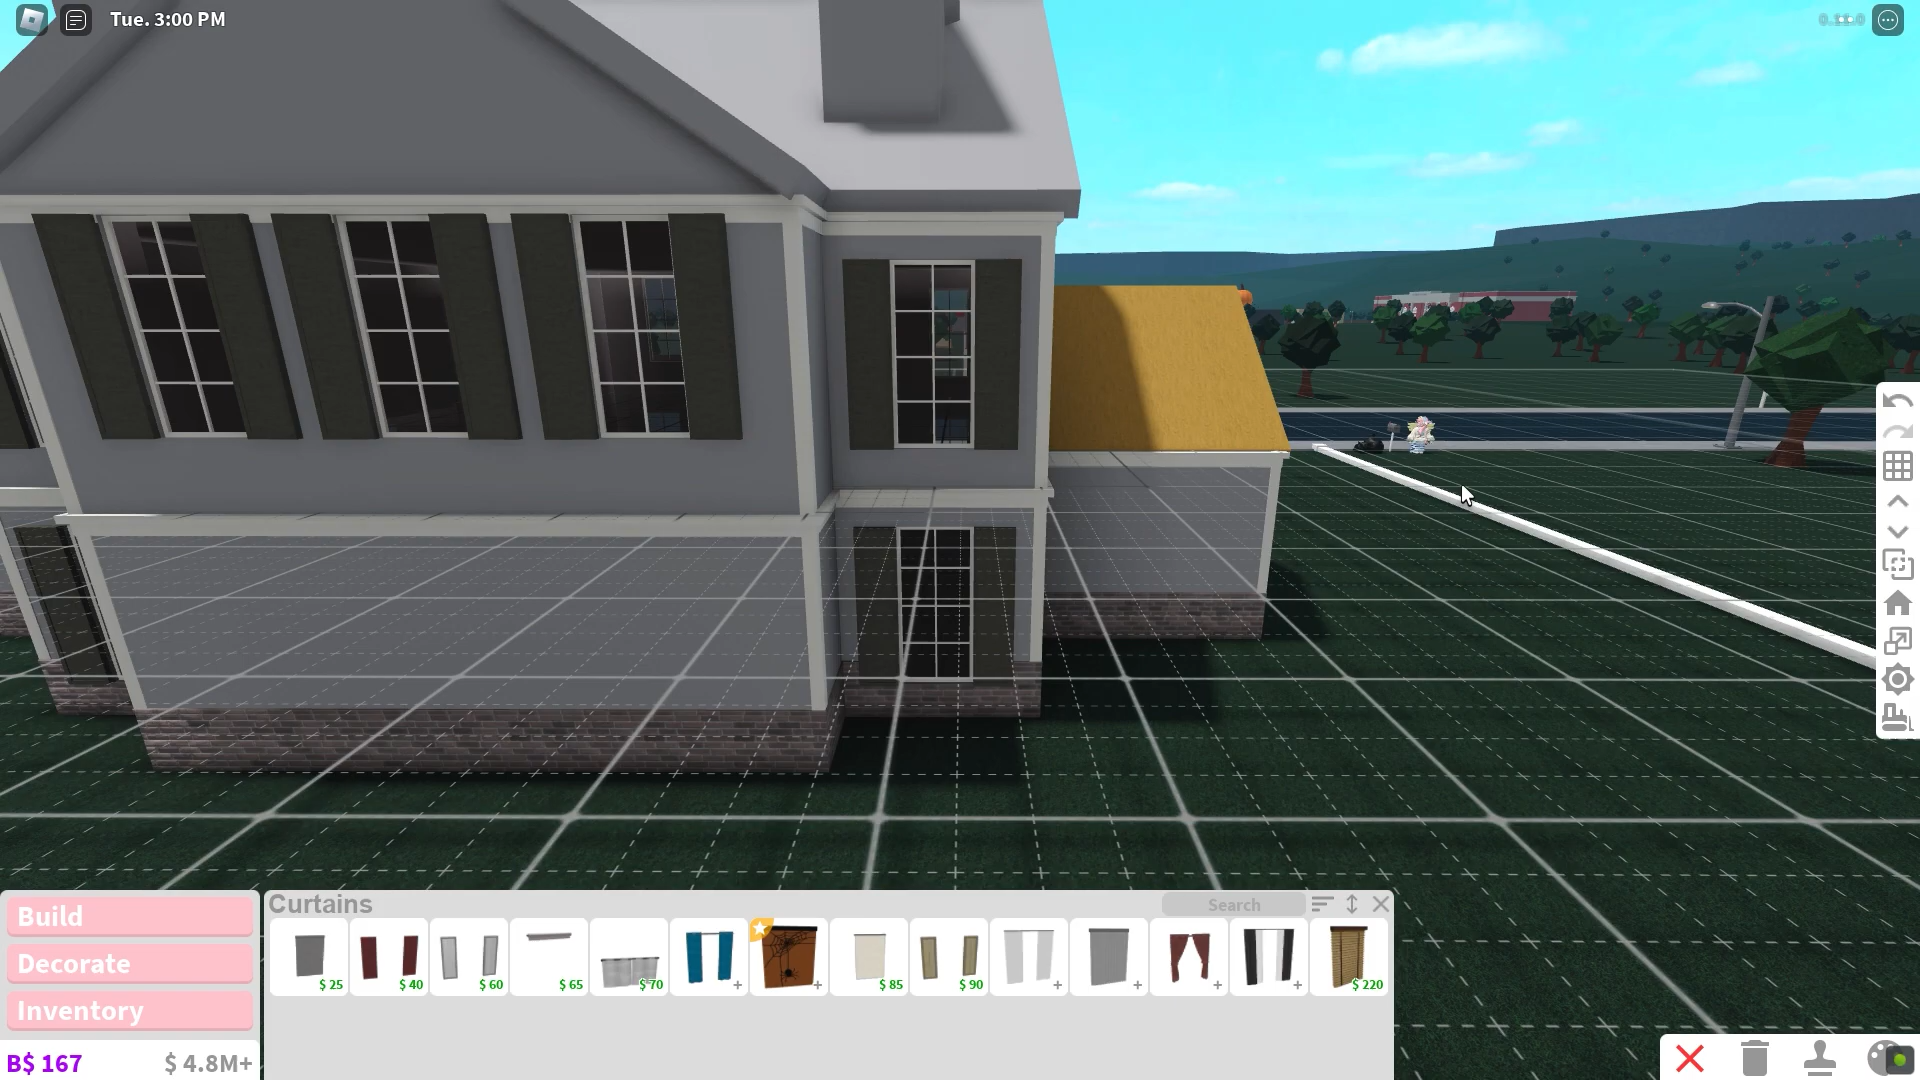 Tue. 3:00 PM
Curtains
Search
Build
Decorate
Inventory
$ 25
$ 40
$ 60
$ 65
$ 70
$ 85
$ 90
$ 220
B$ 167
$ 4.8M+